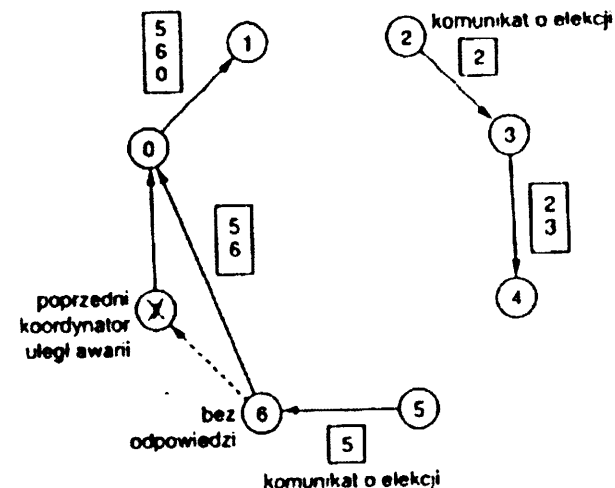 5
6
0
1
2
komunikat o elekcji
2
0
3
5
6
2
3
poprzedni
koordynator
uległ awarii
4
bez
odpowiedzi
6
5
5
komunikat o elekcji